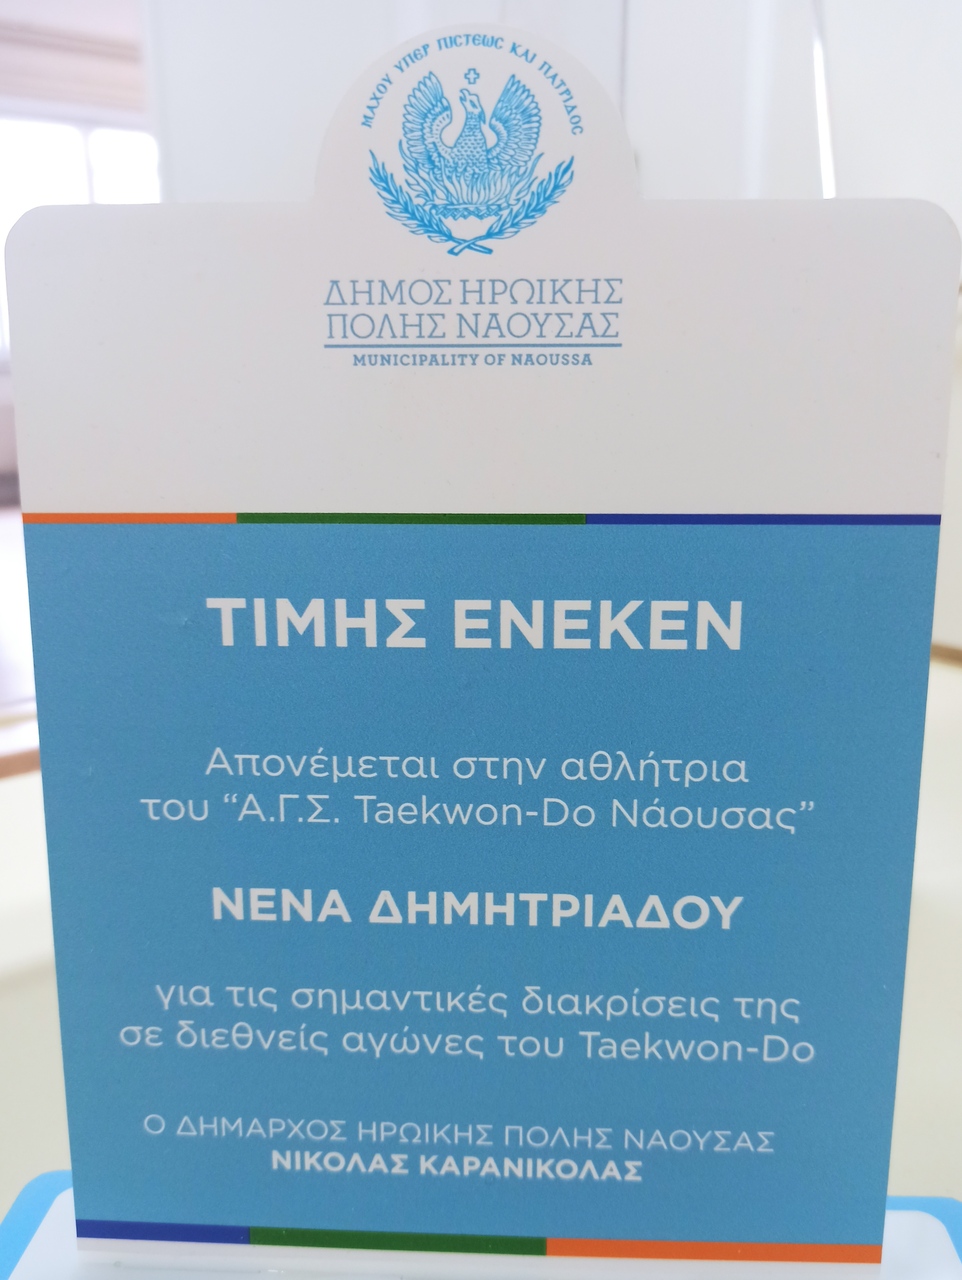 ΜΑΧΟΥ ΥΠΕΡ ΠΙСΤΕΩС ΚΑΙ ΠΑΤΡΙΔΟС
ΔΗΜΟΣ ΗΡΩΙΚΗΣ
ΠΟΛΗΣ ΝΑΟΥΣΑΣ
MUNICIPALITY OF NAOUSSA
ΤΙΜΗΣ ΕΝΕΚΕΝ
Απονέμεται στην αθλήτρια
του “Α.Γ.Σ. Taekwon-Do Νάουσας”
ΝΕΝΑ ΔΗΜΗΤΡΙΑΔΟΥ
για τις σημαντικές διακρίσεις της
σε διεθνείς αγώνες του Taekwon-Do
Ο ΔΗΜΑΡΧΟΣ ΗΡΩΙΚΗΣ ΠΟΛΗΣ ΝΑΟΥΣΑΣ
ΝΙΚΟΛΑΣ ΚΑΡΑΝΙΚΟΛΑΣ